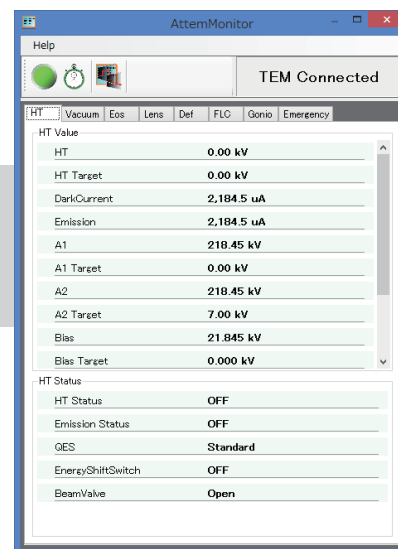 AttemMonitor
Help
TEM Connected
HT Vacuum Eos Lens Def FLC Gonio Emergency
HT Value
HT 0.00 kV
HT Target 0.00 kV
DarkCurrent 2,184.5 uA
Emission 2,184.5 uA
A1 218.45 kV
A1 Target 0.00 kV
A2 218.45 kV
A2 Target 7.00 kV
Bias 21.845 kV
Bias Target 0.000 kV
HT Status
HT Status OFF
Emission Status OFF
QES Standard
EnergyShiftSwitch OFF
BeamValve Open